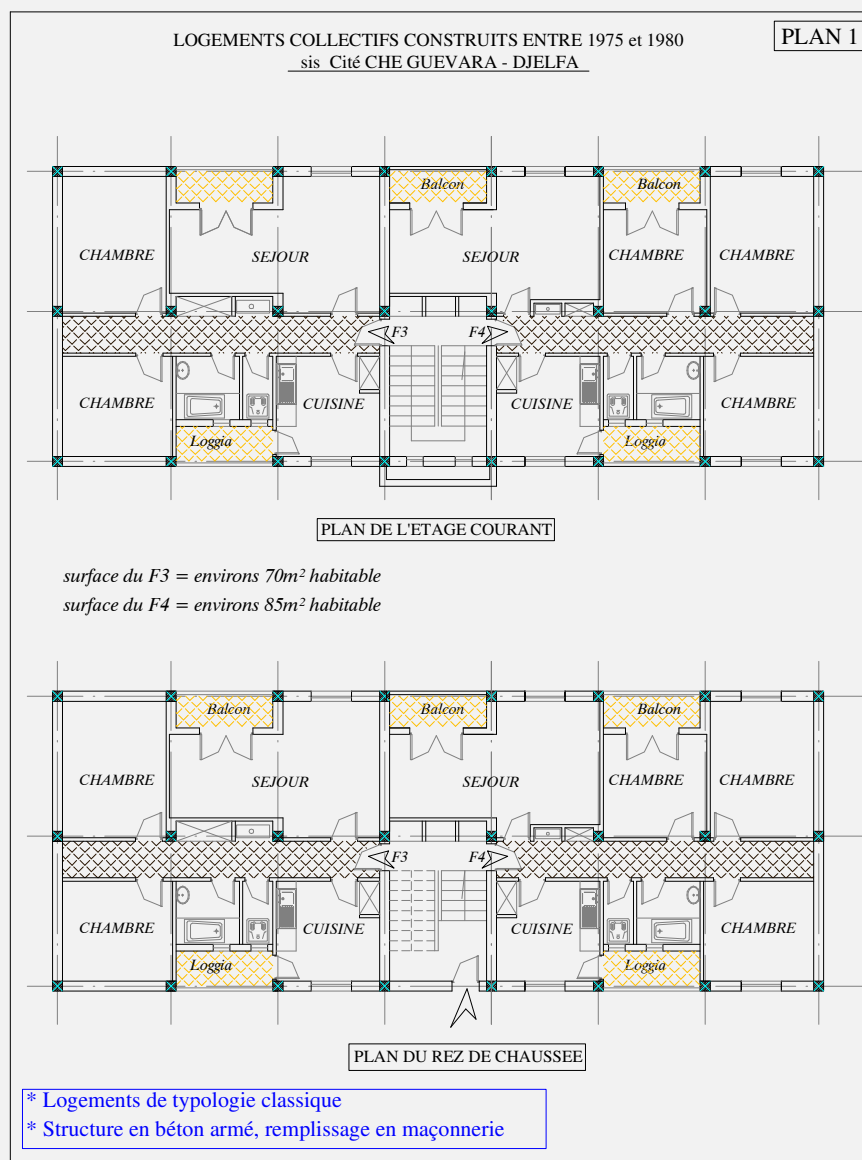 PLAN 1
LOGEMENTS COLLECTIFS CONSTRUITS ENTRE 1975 et 1980
sis Cité CHE GUEVARA - DJELFA
Balcon
Balcon
CHAMBRE
SEJOUR
SEJOUR
CHAMBRE
CHAMBRE
F3
F4
CHAMBRE
CUISINE
CUISINE
CHAMBRE
Loggia
Loggia
PLAN DE L'ETAGE COURANT
surface du F3 = environs 70m² habitable
surface du F4 = environs 85m² habitable
Balcon
Balcon
Balcon
CHAMBRE
SEJOUR
SEJOUR
CHAMBRE
CHAMBRE
F3
F4
CHAMBRE
CUISINE
CUISINE
CHAMBRE
Loggia
Loggia
PLAN DU REZ DE CHAUSSEE
* Logements de typologie classique
* Structure en béton armé, remplissage en maçonnerie